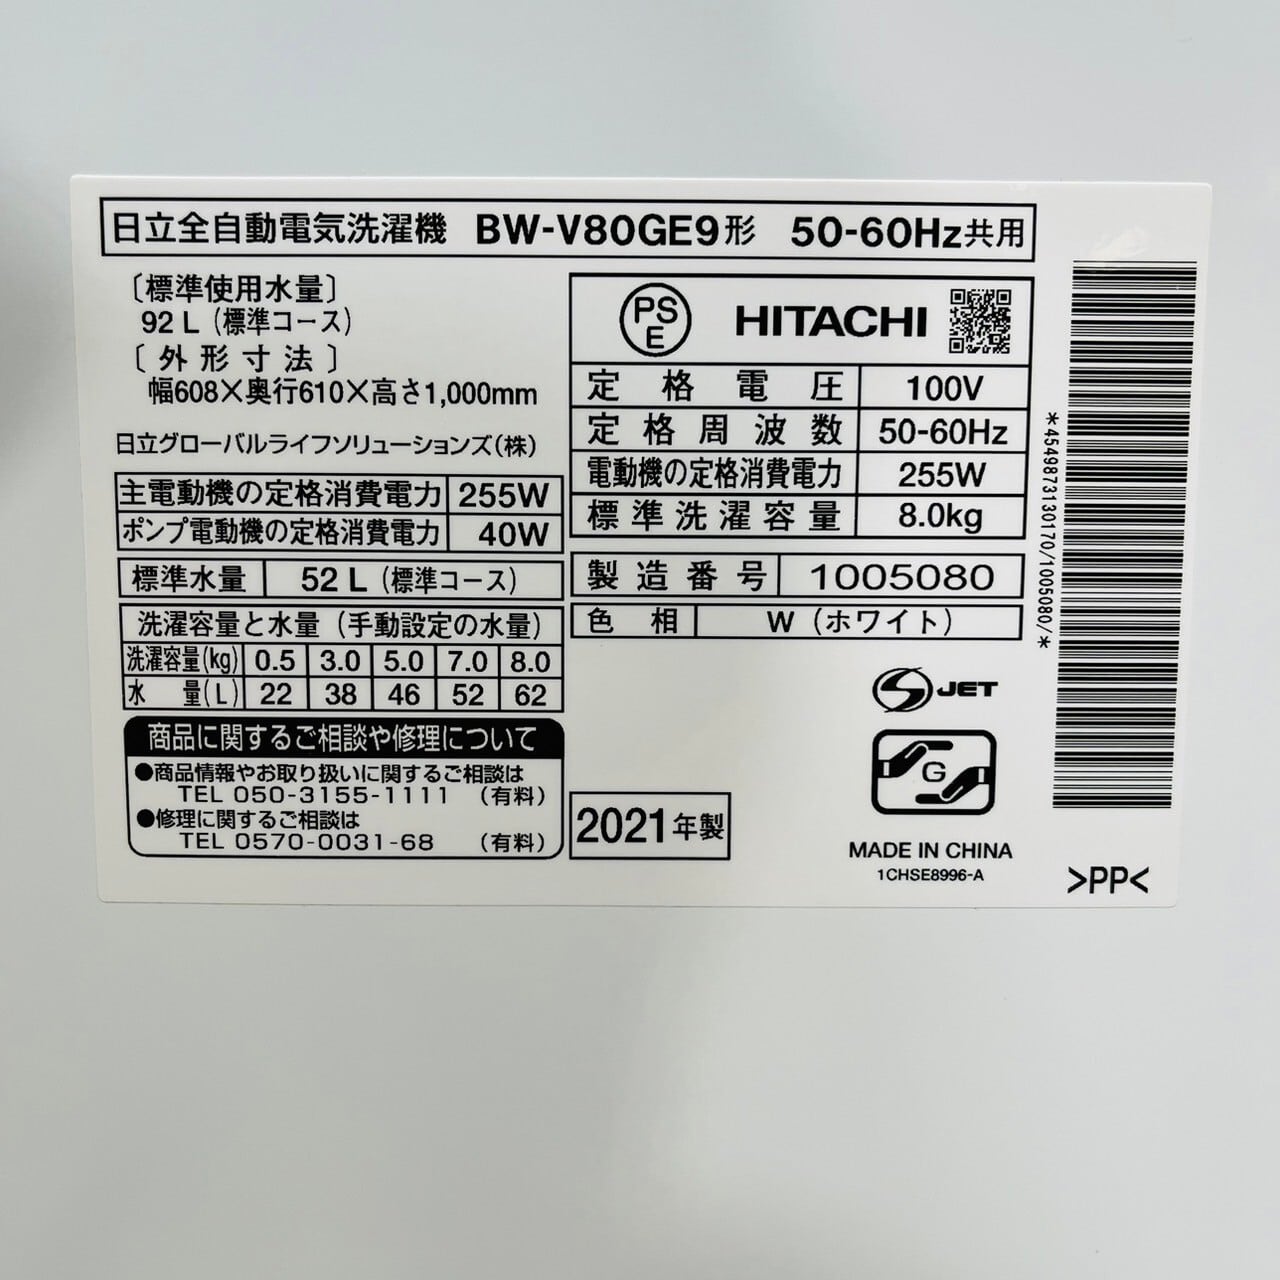 日立全自動電気洗濯機 BW-V80GE9形 50-60Hz共用
〔標準使用水量〕
92 L（標準コース）
〔外形寸法〕
幅608×奥行610×高さ1,000mm
日立グローバルライフソリューションズ(株)
主電動機の定格消費電力 255W
ポンプ電動機の定格消費電力 40W
標準水量 52 L（標準コース）
洗濯容量と水量（手動設定の水量）
洗濯容量(kg) 0.5 3.0 5.0 7.0 8.0
水量(L) 22 38 46 52 62
商品に関するご相談や修理について
●商品情報やお取り扱いに関するご相談は
TEL 050-3155-1111 （有料）
●修理に関するご相談は
TEL 0570-0031-68 （有料）
PS
E
HITACHI
定格電圧 100V
定格周波数 50-60Hz
電動機の定格消費電力 255W
標準洗濯容量 8.0kg
製造番号 1005080
色相 W（ホワイト）
S JET
G
2021年製
MADE IN CHINA
1CHSE8996-A
*4549873130170/1005080/*
>PP<